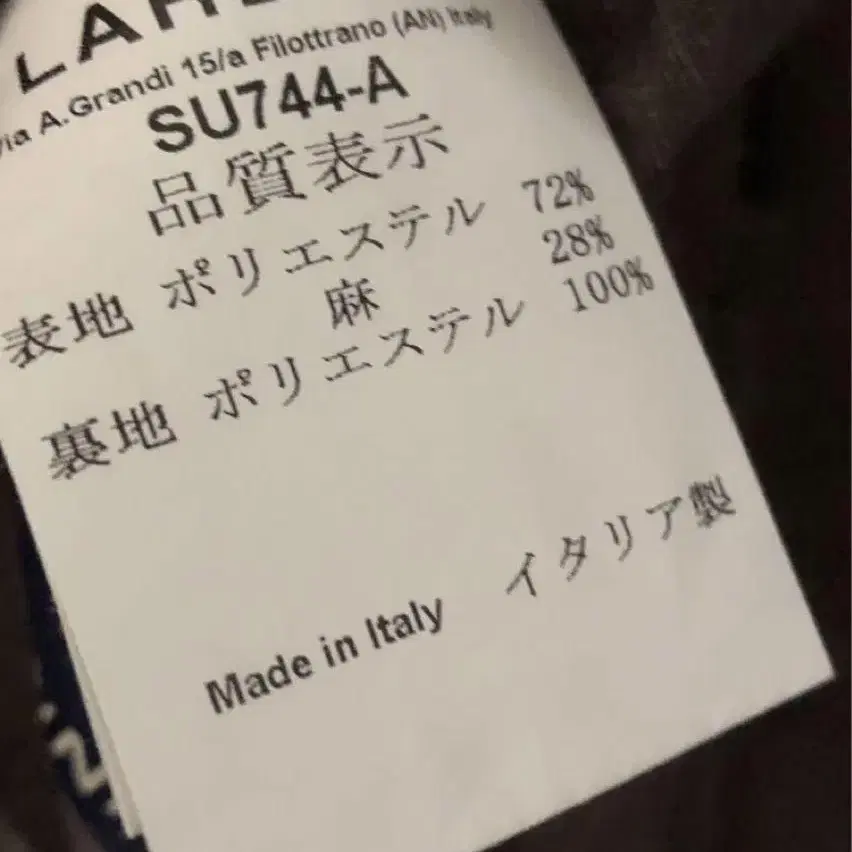 Via A.Grandi 15/a Filottrano (AN) Italy
SU744-A
品質表示
表地 ポリエステル 72%
麻 28%
裏地 ポリエステル 100%
Made in Italy イタリア製